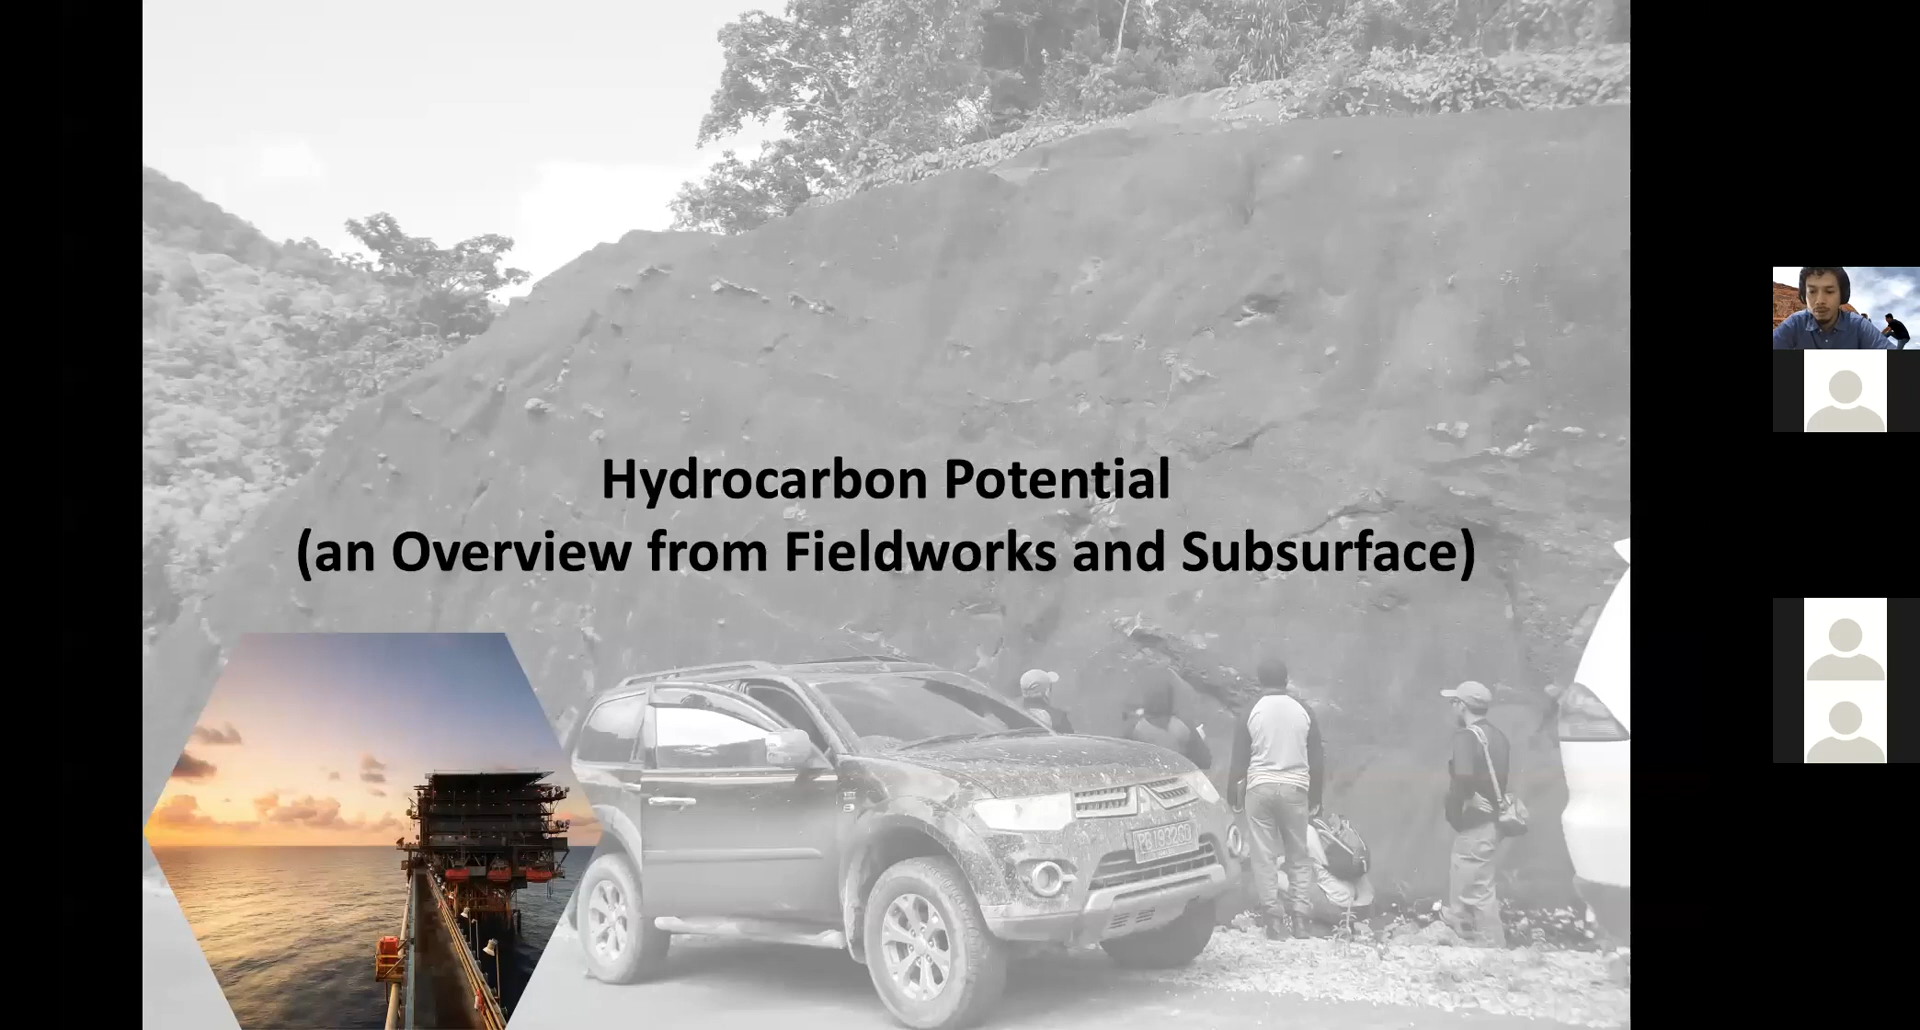 Hydrocarbon Potential
(an Overview from Fieldworks and Subsurface)